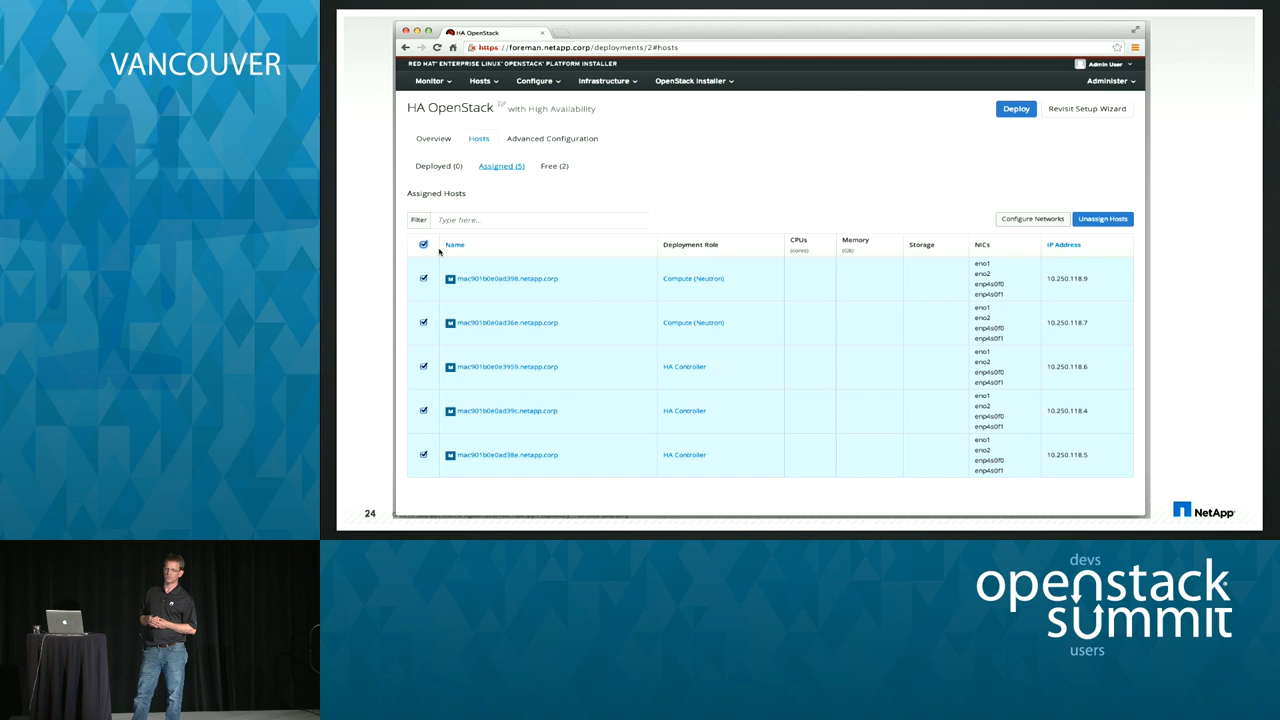 VANCOUVER
HA OpenStack
https://foreman.netapp.corp/deployments/2#hosts
RED HAT' ENTERPRISE LINUX' OPENSTACK' PLATFORM INSTALLER
Admin User
Monitor
Hosts
Configure
Infrastructure
OpenStack Installer
Administer
HA OpenStack with High Availability
Deploy
Revisit Setup Wizard
Overview
Hosts
Advanced Configuration
Deployed (0)
Assigned (5)
Free (2)
Assigned Hosts
Filter
Type here...
Configure Networks
Unassign Hosts
Name
Deployment Role
CPUs
(cores)
Memory
(GB)
Storage
NICs
IP Address
M mac901b0e0ad398.netapp.corp
Compute (Neutron)
eno1
eno2
enp4s0f0
enp4s0f1
10.250.118.9
M mac901b0e0ad36e.netapp.corp
Compute (Neutron)
eno1
eno2
enp4s0f0
enp4s0f1
10.250.118.7
M mac901b0e0e3959.netapp.corp
HA Controller
eno1
eno2
enp4s0f0
enp4s0f1
10.250.118.6
M mac901b0e0ad39c.netapp.corp
HA Controller
eno1
eno2
enp4s0f0
enp4s0f1
10.250.118.4
M mac901b0e0ad38e.netapp.corp
HA Controller
eno1
eno2
enp4s0f0
enp4s0f1
10.250.118.5
24
NetApp
devs
openstack
summit
users